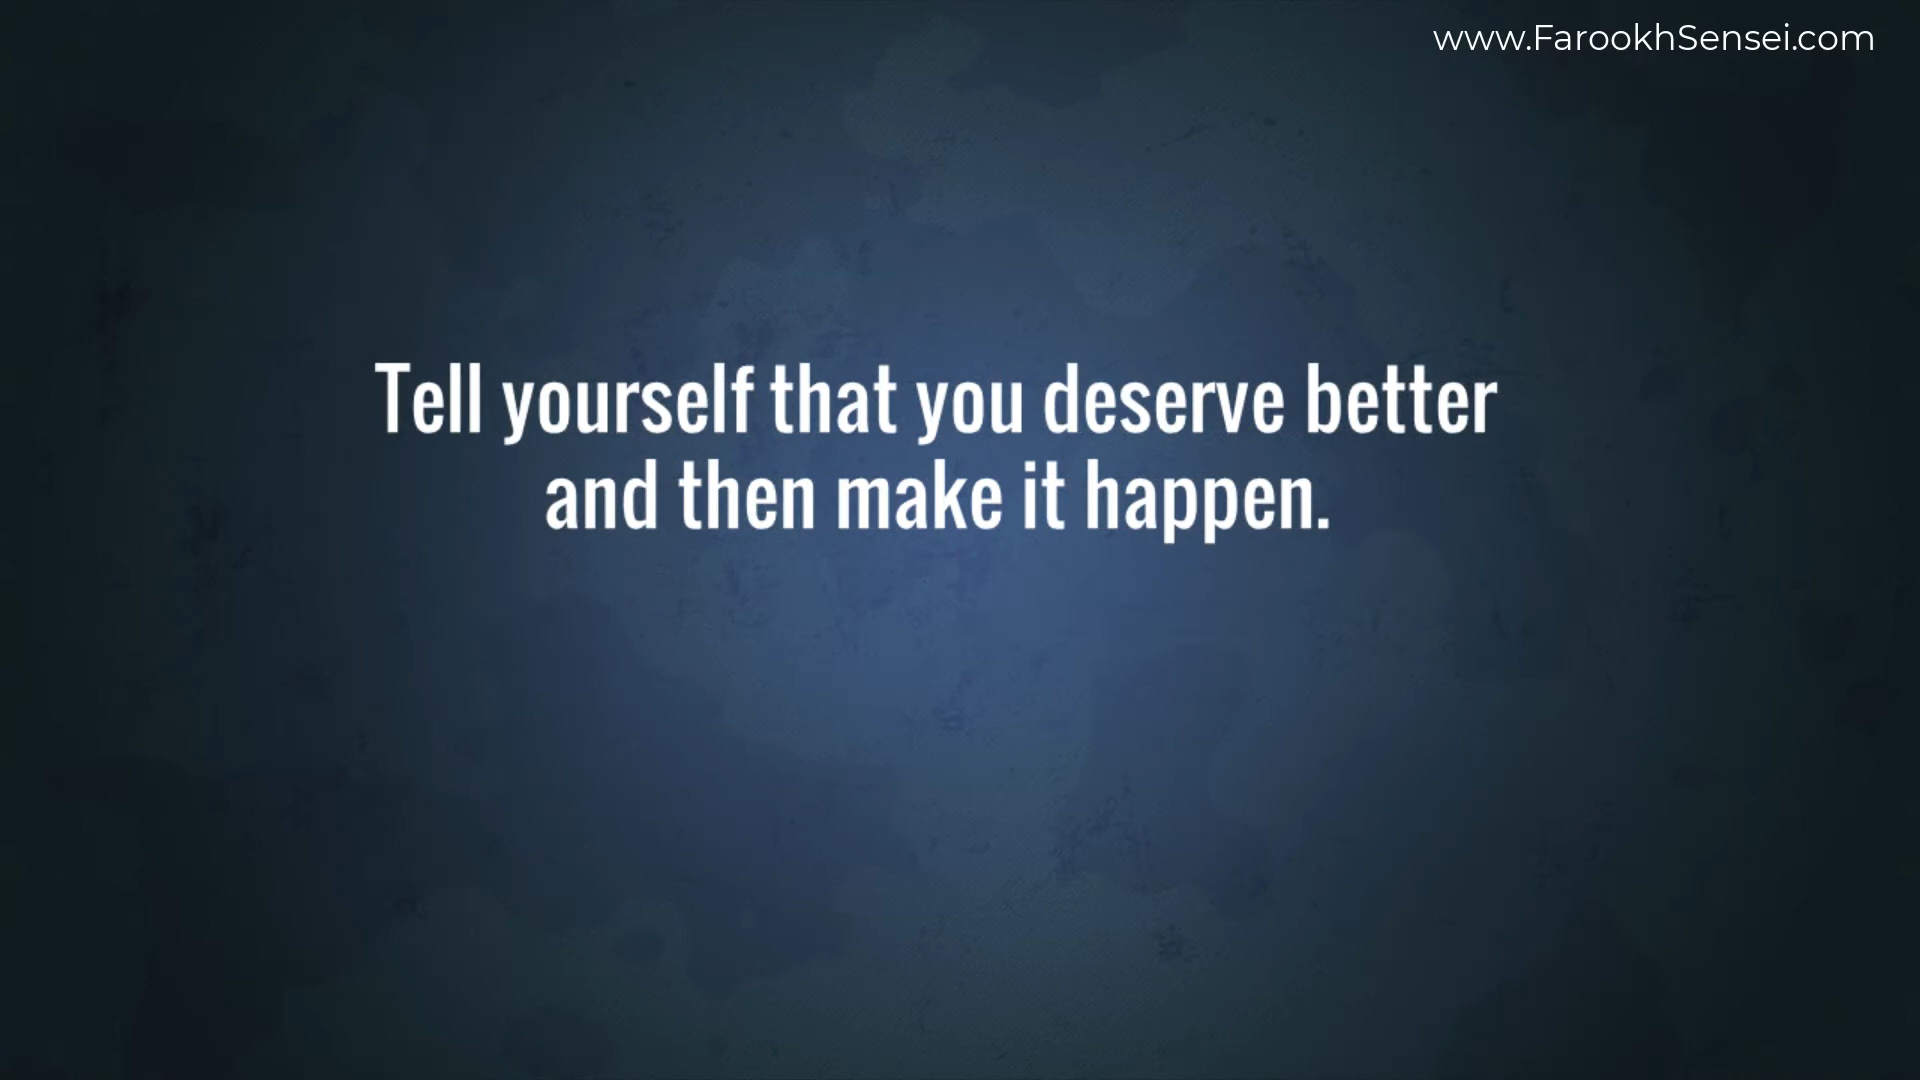 www.FarookhSensei.com
Tell yourself that you deserve better
and then make it happen.